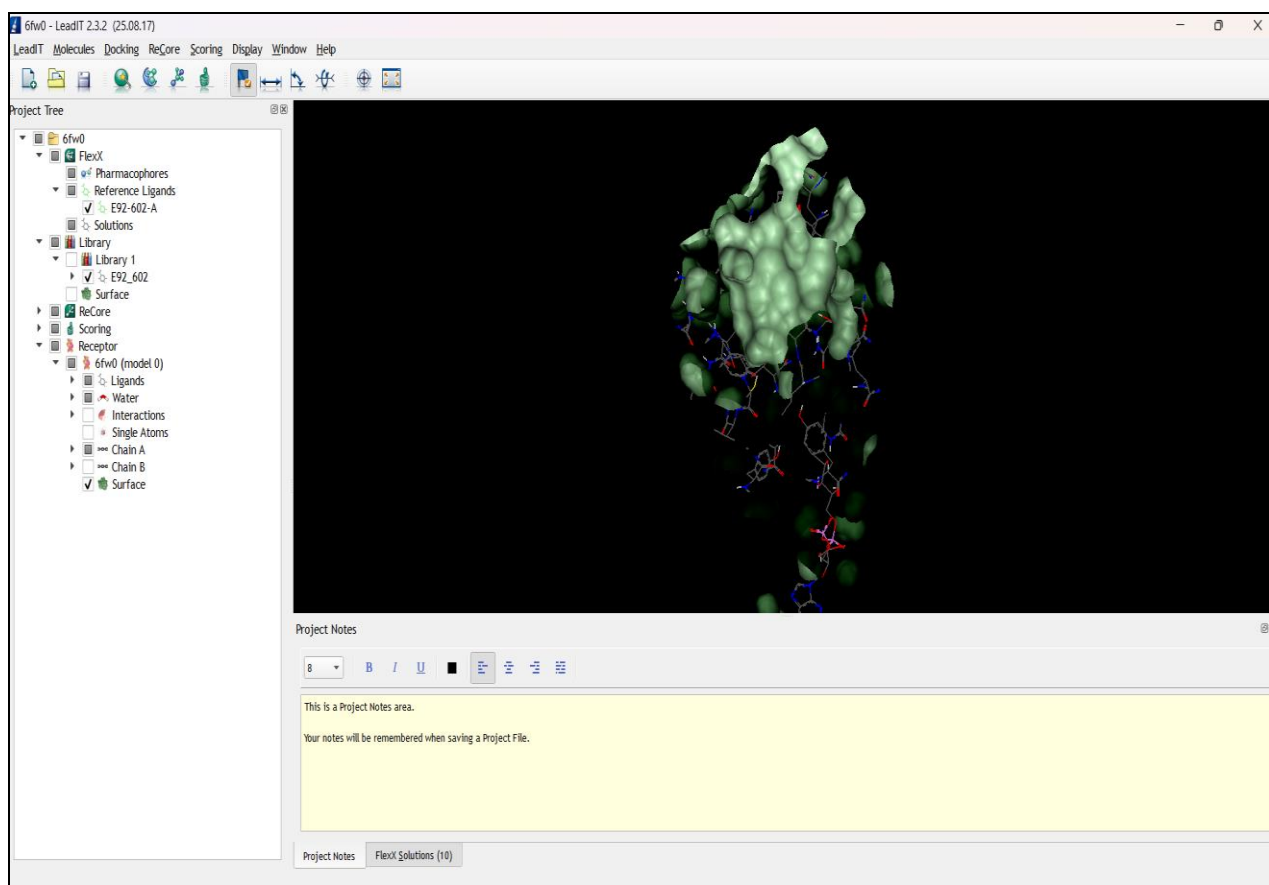 6fw0 - LeadIT 2.3.2 (25.08.17)
LeadIT Molecules Docking ReCore Scoring Display Window Help
Project Tree
6fw0
FlexX
Pharmacophores
Reference Ligands
E92-602-A
Solutions
Library
Library 1
E92_602
Surface
ReCore
Scoring
Receptor
6fw0 (model 0)
Ligands
Water
Interactions
Single Atoms
Chain A
Chain B
Surface
Project Notes
8 B I U
This is a Project Notes area.
Your notes will be remembered when saving a Project File.
Project Notes FlexX Solutions (10)